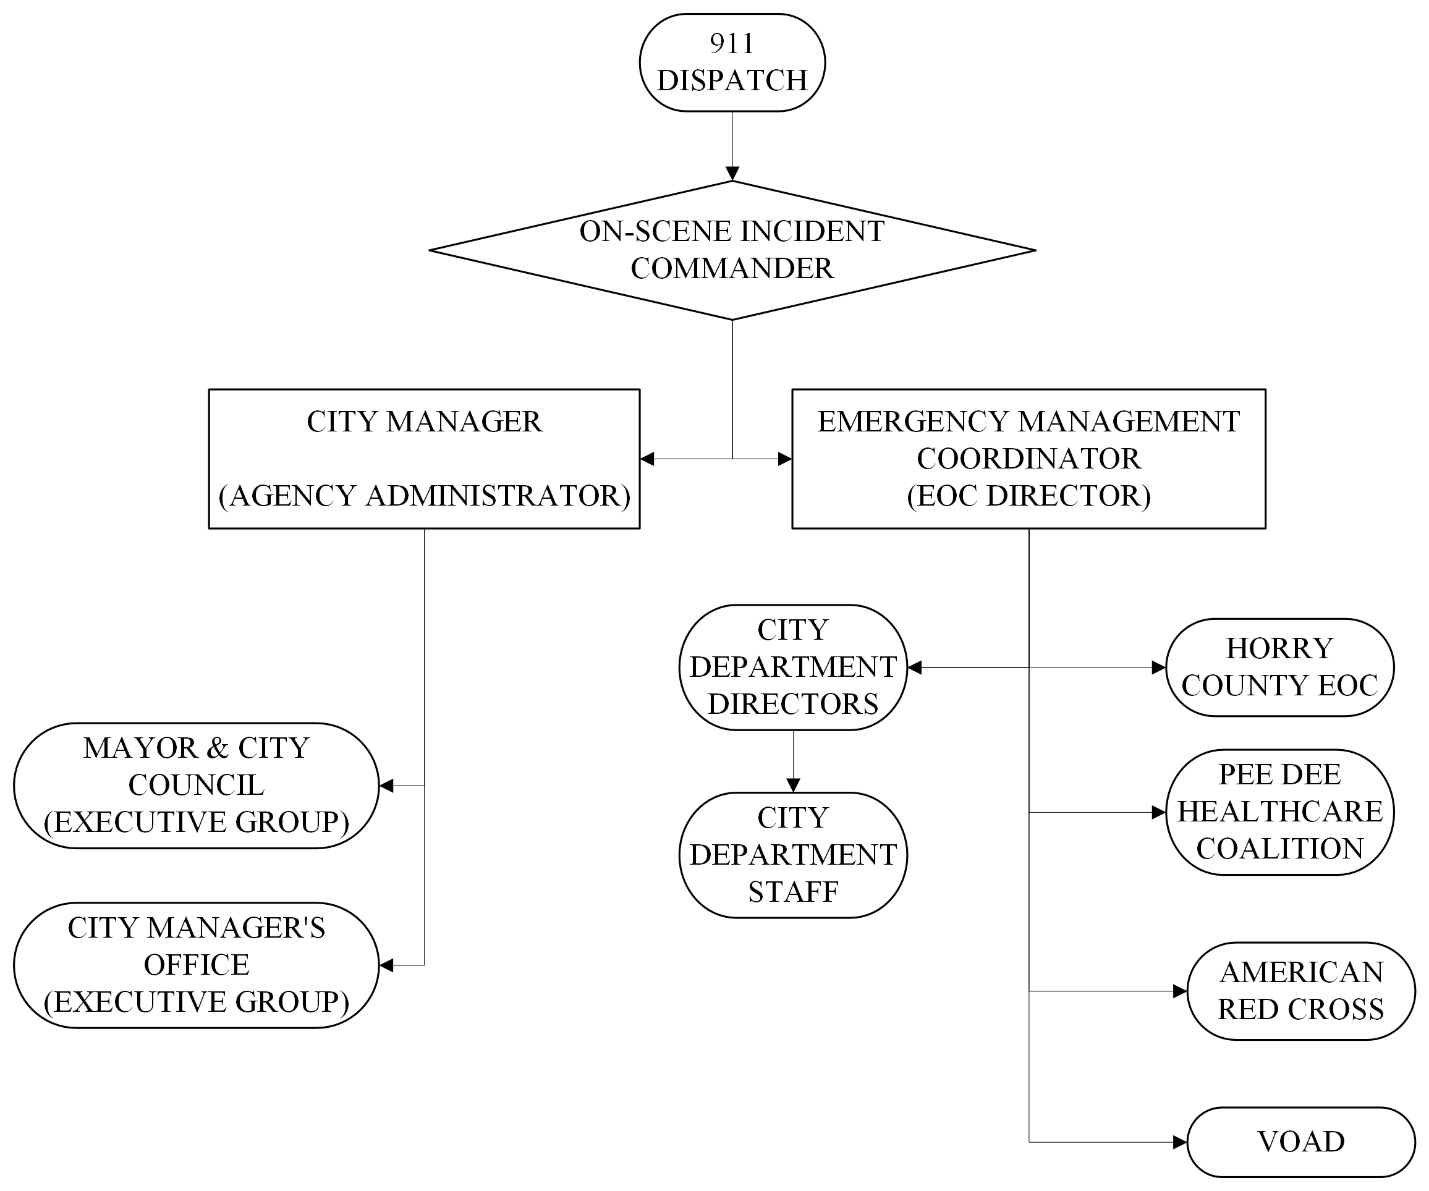 911
DISPATCH
ON-SCENE INCIDENT
COMMANDER
CITY MANAGER
(AGENCY ADMINISTRATOR)
EMERGENCY MANAGEMENT
COORDINATOR
(EOC DIRECTOR)
CITY
DEPARTMENT
DIRECTORS
HORRY
COUNTY EOC
MAYOR & CITY
COUNCIL
(EXECUTIVE GROUP)
PEE DEE
HEALTHCARE
COALITION
CITY
DEPARTMENT
STAFF
CITY MANAGER'S
OFFICE
(EXECUTIVE GROUP)
AMERICAN
RED CROSS
VOAD